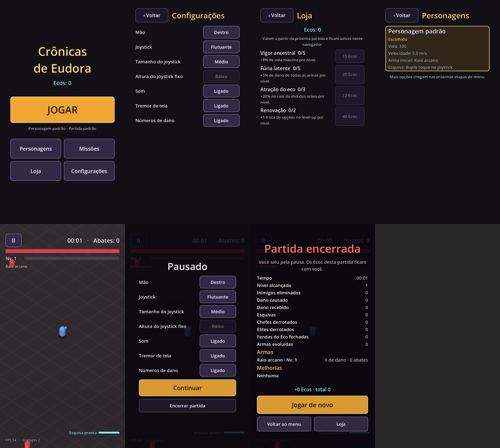 Crônicas
de Eudora
Ecos: 0
JOGAR
Personagem padrão · Partida padrão
Personagens
Missões
Loja
Configurações
‹ Voltar
Configurações
Mão
Destro
Joystick
Flutuante
Tamanho do joystick
Médio
Altura do joystick fixo
Baixo
Som
Ligado
Tremor de tela
Ligado
Números de dano
Ligado
‹ Voltar
Loja
Ecos: 0
Valem a partir da próxima partida e ficam salvos neste
navegador.
Vigor ancestral 0/5
+8% de vida máxima por nível.
10 Ecos
Fúria latente 0/5
+5% de dano de todas as armas por
nível.
20 Ecos
Atração do eco 0/3
+20% no raio do ímã dos ecos por
nível.
12 Ecos
Renovação 0/2
+1 troca de opções no level-up por
nível.
40 Ecos
‹ Voltar
Personagens
Personagem padrão
Escolhido
Vida: 100
Arma inicial: Raio arcano
Esquiva: duplo toque no joystick
Mais opções chegam nas próximas etapas de menu.
00:01 · Abates: 0
Raio arcano
Esquiva pronta
Pausado
Mão
Destro
Joystick
Flutuante
Tamanho do joystick
Médio
Altura do joystick fixo
Baixo
Som
Ligado
Tremor de tela
Ligado
Números de dano
Ligado
Continuar
Encerrar partida
Partida encerrada
Você saiu pela pausa. Os Ecos desta partida ficam
com você.
Tempo
00:01
Nível alcançado
1
Inimigos eliminados
0
Dano causado
0
Dano recebido
0
Esquivas
0
Chefes derrotados
0
Elites derrotados
0
Fendas do Eco fechadas
0
Armas evoluídas
0
Armas
Raio arcano · Nv. 1
0 de dano · 0 abates
Melhorias
Nenhuma
+0 Ecos · total 0
Jogar de novo
Voltar ao menu
Loja